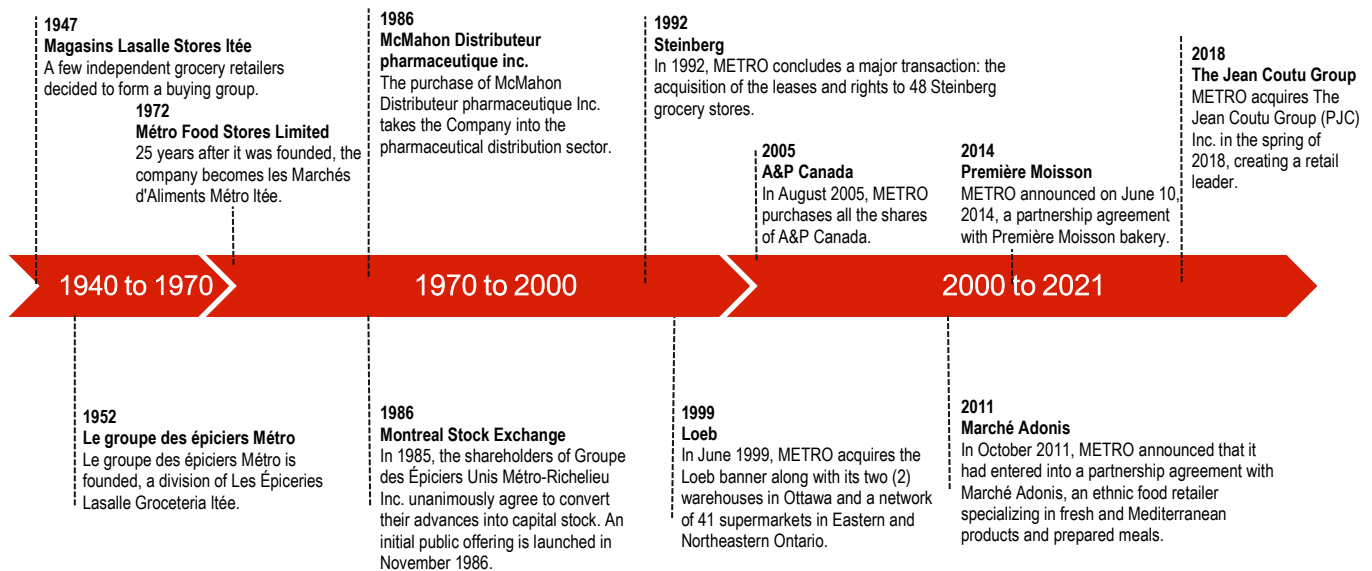 1947
Magasins Lasalle Stores ltée
A few independent grocery retailers
decided to form a buying group.
1972
Métro Food Stores Limited
25 years after it was founded, the
company becomes les Marchés
d'Aliments Métro ltée.
1986
McMahon Distributeur
pharmaceutique inc.
The purchase of McMahon
Distributeur pharmaceutique Inc.
takes the Company into the
pharmaceutical distribution sector.
1992
Steinberg
In 1992, METRO concludes a major transaction: the
acquisition of the leases and rights to 48 Steinberg
grocery stores.
2005
A&P Canada
In August 2005, METRO
purchases all the shares
of A&P Canada.
2014
Première Moisson
METRO announced on June 10,
2014, a partnership agreement
with Première Moisson bakery.
2018
The Jean Coutu Group
METRO acquires The
Jean Coutu Group (PJC)
Inc. in the spring of
2018, creating a retail
leader.
1940 to 1970
1970 to 2000
2000 to 2021
1952
Le groupe des épiciers Métro
Le groupe des épiciers Métro is
founded, a division of Les Épiceries
Lasalle Groceteria ltée.
1986
Montreal Stock Exchange
In 1985, the shareholders of Groupe
des Épiciers Unis Métro-Richelieu
Inc. unanimously agree to convert
their advances into capital stock. An
initial public offering is launched in
November 1986.
1999
Loeb
In June 1999, METRO acquires the
Loeb banner along with its two (2)
warehouses in Ottawa and a network
of 41 supermarkets in Eastern and
Northeastern Ontario.
2011
Marché Adonis
In October 2011, METRO announced that it
had entered into a partnership agreement with
Marché Adonis, an ethnic food retailer
specializing in fresh and Mediterranean
products and prepared meals.